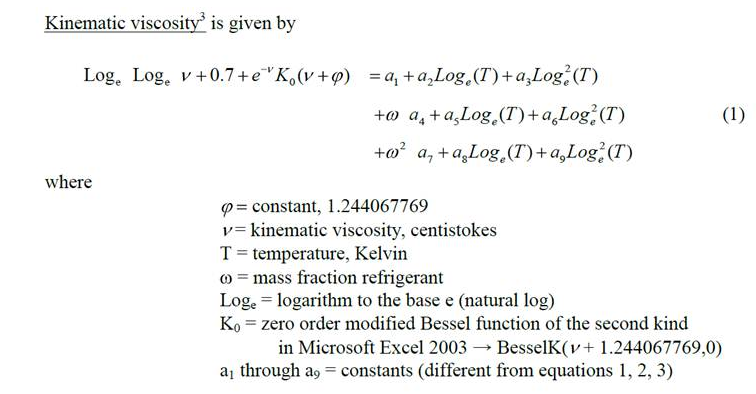 Kinematic viscosity³ is given by
Logₑ Logₑ ν + 0.7 + e^{-ν} K₀(ν + φ) = a₁ + a₂Logₑ(T) + a₃Logₑ²(T)
+ω a₄ + a₅Logₑ(T) + a₆Logₑ²(T) (1)
+ω² a₇ + a₈Logₑ(T) + a₉Logₑ²(T)
where
φ = constant, 1.244067769
ν = kinematic viscosity, centistokes
T = temperature, Kelvin
ω = mass fraction refrigerant
Logₑ = logarithm to the base e (natural log)
K₀ = zero order modified Bessel function of the second kind
in Microsoft Excel 2003 → BesselK(ν + 1.244067769,0)
a₁ through a₉ = constants (different from equations 1, 2, 3)